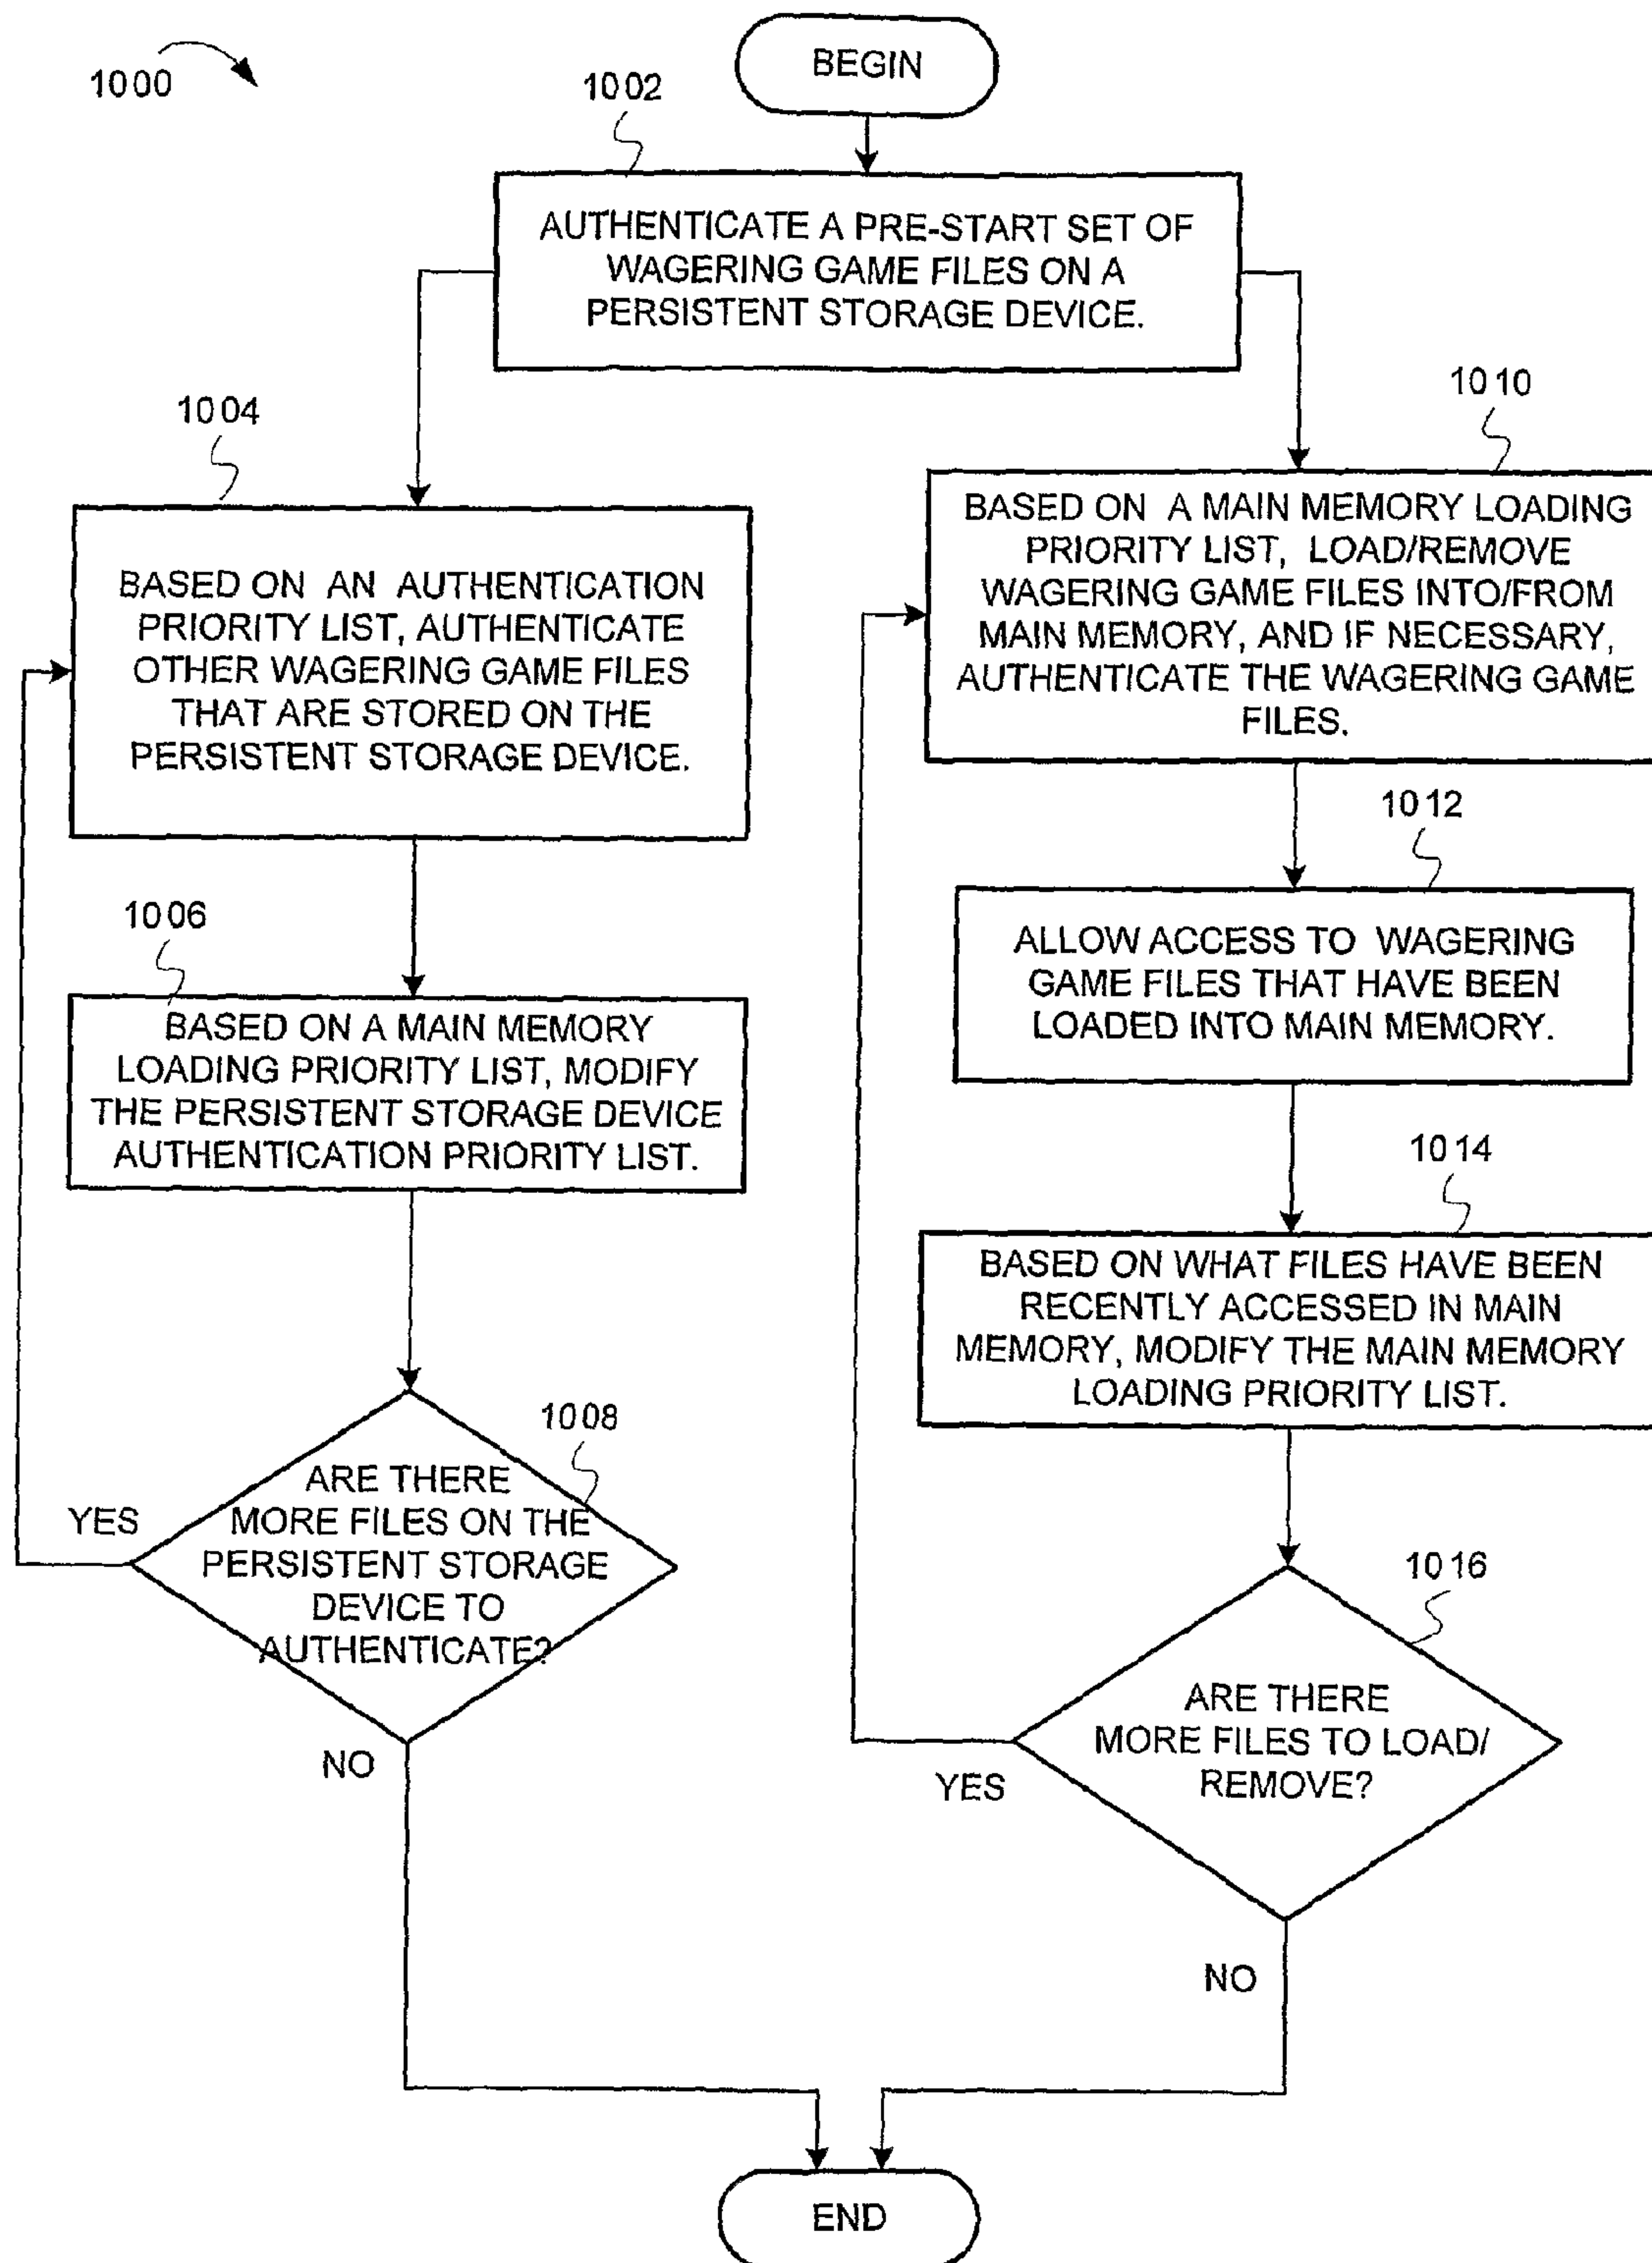 1000
BEGIN
1002
AUTHENTICATE A PRE-START SET OF
WAGERING GAME FILES ON A
PERSISTENT STORAGE DEVICE.
1004
BASED ON AN AUTHENTICATION
PRIORITY LIST, AUTHENTICATE
OTHER WAGERING GAME FILES
THAT ARE STORED ON THE
PERSISTENT STORAGE DEVICE.
1006
BASED ON A MAIN MEMORY
LOADING PRIORITY LIST, MODIFY
THE PERSISTENT STORAGE DEVICE
AUTHENTICATION PRIORITY LIST.
1008
ARE THERE
MORE FILES ON THE
PERSISTENT STORAGE
DEVICE TO
AUTHENTICATE?
YES
NO
1010
BASED ON A MAIN MEMORY LOADING
PRIORITY LIST, LOAD/REMOVE
WAGERING GAME FILES INTO/FROM
MAIN MEMORY, AND IF NECESSARY,
AUTHENTICATE THE WAGERING GAME
FILES.
1012
ALLOW ACCESS TO WAGERING
GAME FILES THAT HAVE BEEN
LOADED INTO MAIN MEMORY.
1014
BASED ON WHAT FILES HAVE BEEN
RECENTLY ACCESSED IN MAIN
MEMORY, MODIFY THE MAIN MEMORY
LOADING PRIORITY LIST.
1016
ARE THERE
MORE FILES TO LOAD/
REMOVE?
YES
NO
END